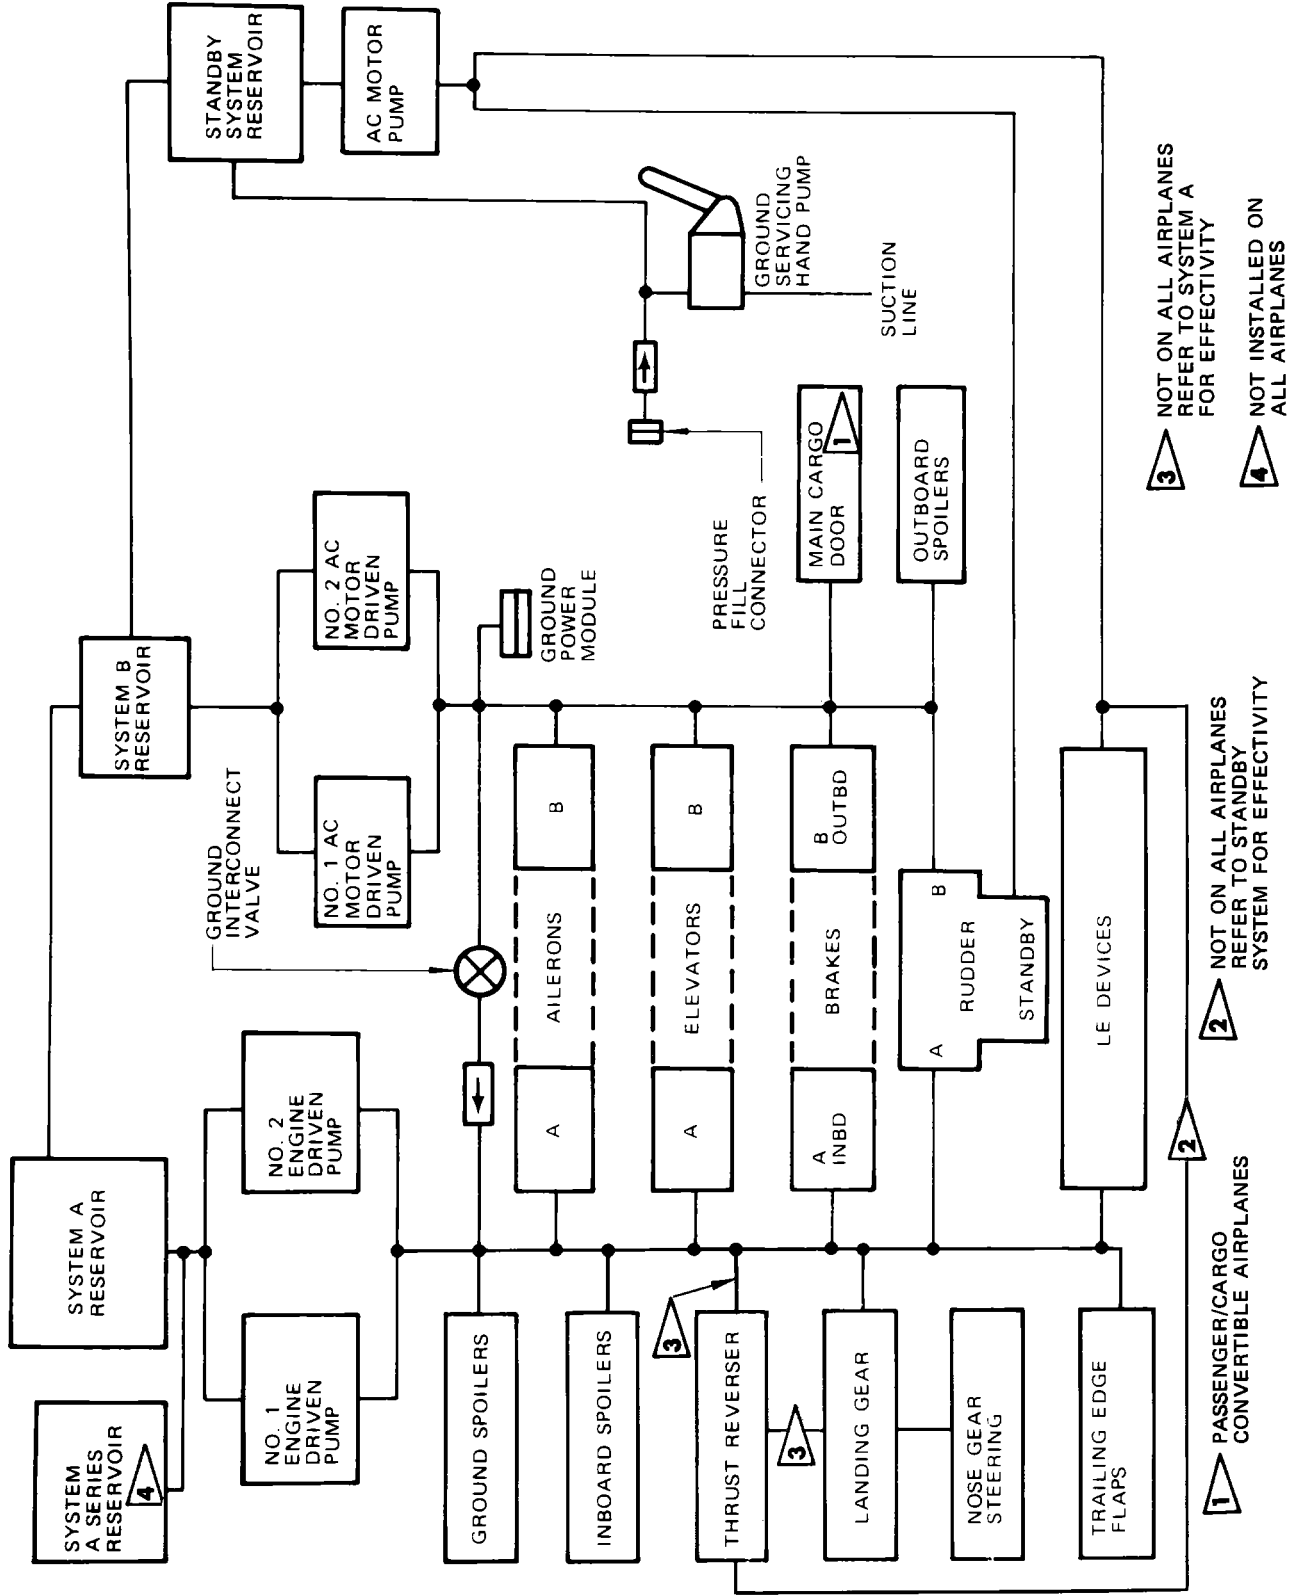 SYSTEM
A SERIES
RESERVOIR
4
SYSTEM A
RESERVOIR
SYSTEM B
RESERVOIR
STANDBY
SYSTEM
RESERVOIR
NO. 1
ENGINE
DRIVEN
PUMP
NO. 2
ENGINE
DRIVEN
PUMP
GROUND
INTERCONNECT
VALVE
NO. 1 AC
MOTOR
DRIVEN
PUMP
NO. 2 AC
MOTOR
DRIVEN
PUMP
AC MOTOR
PUMP
GROUND
POWER
MODULE
PRESSURE
FILL
CONNECTOR
GROUND
SERVICING
HAND PUMP
SUCTION
LINE
GROUND SPOILERS
A
AILERONS
B
INBOARD SPOILERS
A
ELEVATORS
B
3
THRUST REVERSER
3
A
INBD
BRAKES
B
OUTBD
MAIN CARGO
DOOR
1
LANDING GEAR
A
RUDDER
B
STANDBY
OUTBOARD
SPOILERS
NOSE GEAR
STEERING
LE DEVICES
TRAILING EDGE
FLAPS
2
1
PASSENGER/CARGO
CONVERTIBLE AIRPLANES
2
NOT ON ALL AIRPLANES
REFER TO STANDBY
SYSTEM FOR EFFECTIVITY
3
NOT ON ALL AIRPLANES
REFER TO SYSTEM A
FOR EFFECTIVITY
4
NOT INSTALLED ON
ALL AIRPLANES